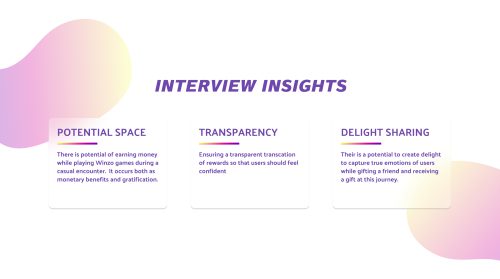 INTERVIEW INSIGHTS
POTENTIAL SPACE
There is potential of earning money
while playing Winzo games during a
casual encounter. It occurs both as
monetary benefits and gratification.
TRANSPARENCY
Ensuring a transparent transcation
of rewards so that users should feel
confident
DELIGHT SHARING
Their is a potential to create delight
to capture true emotions of users
while gifting a friend and receiving
a gift at this journey.